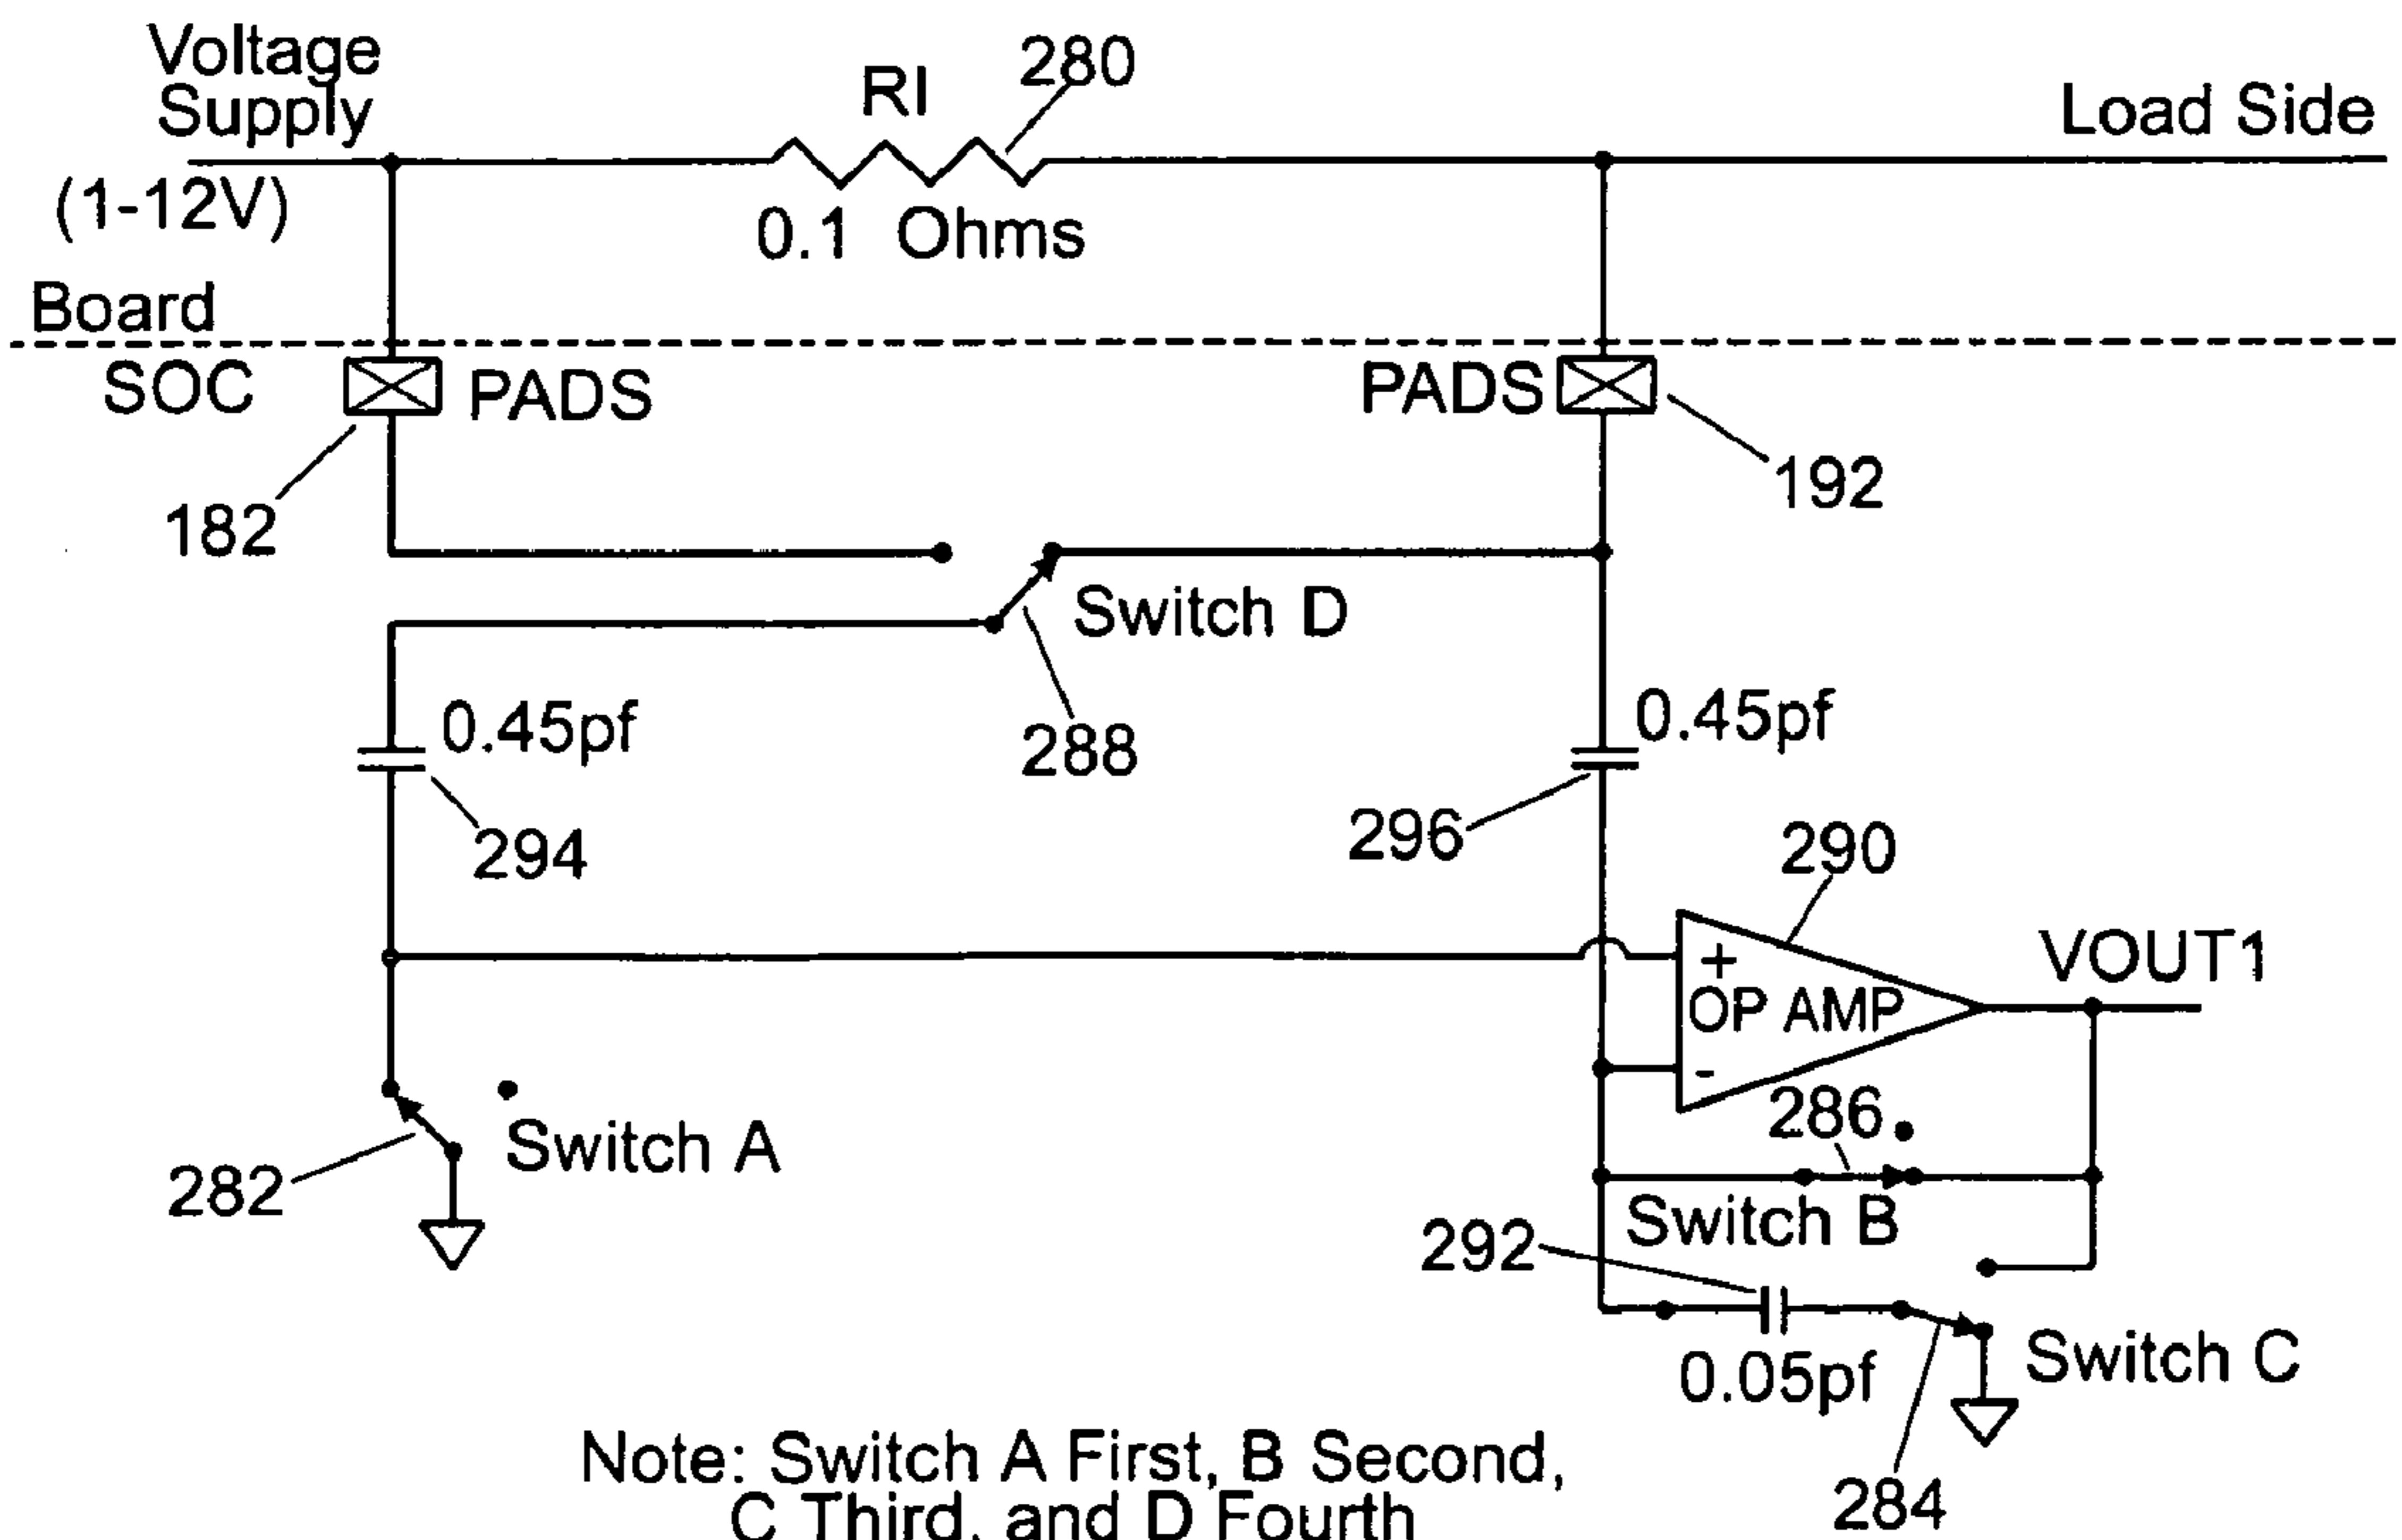 Voltage
Supply
(1-12V)
RI
280
0.1 Ohms
Load Side
Board
SOC
PADS
PADS
182
192
Switch D
288
0.45pf
294
0.45pf
296
290
+
OP AMP
-
VOUT1
282
Switch A
286
Switch B
292
0.05pf
Switch C
284
Note: Switch A First, B Second,
C Third, and D Fourth